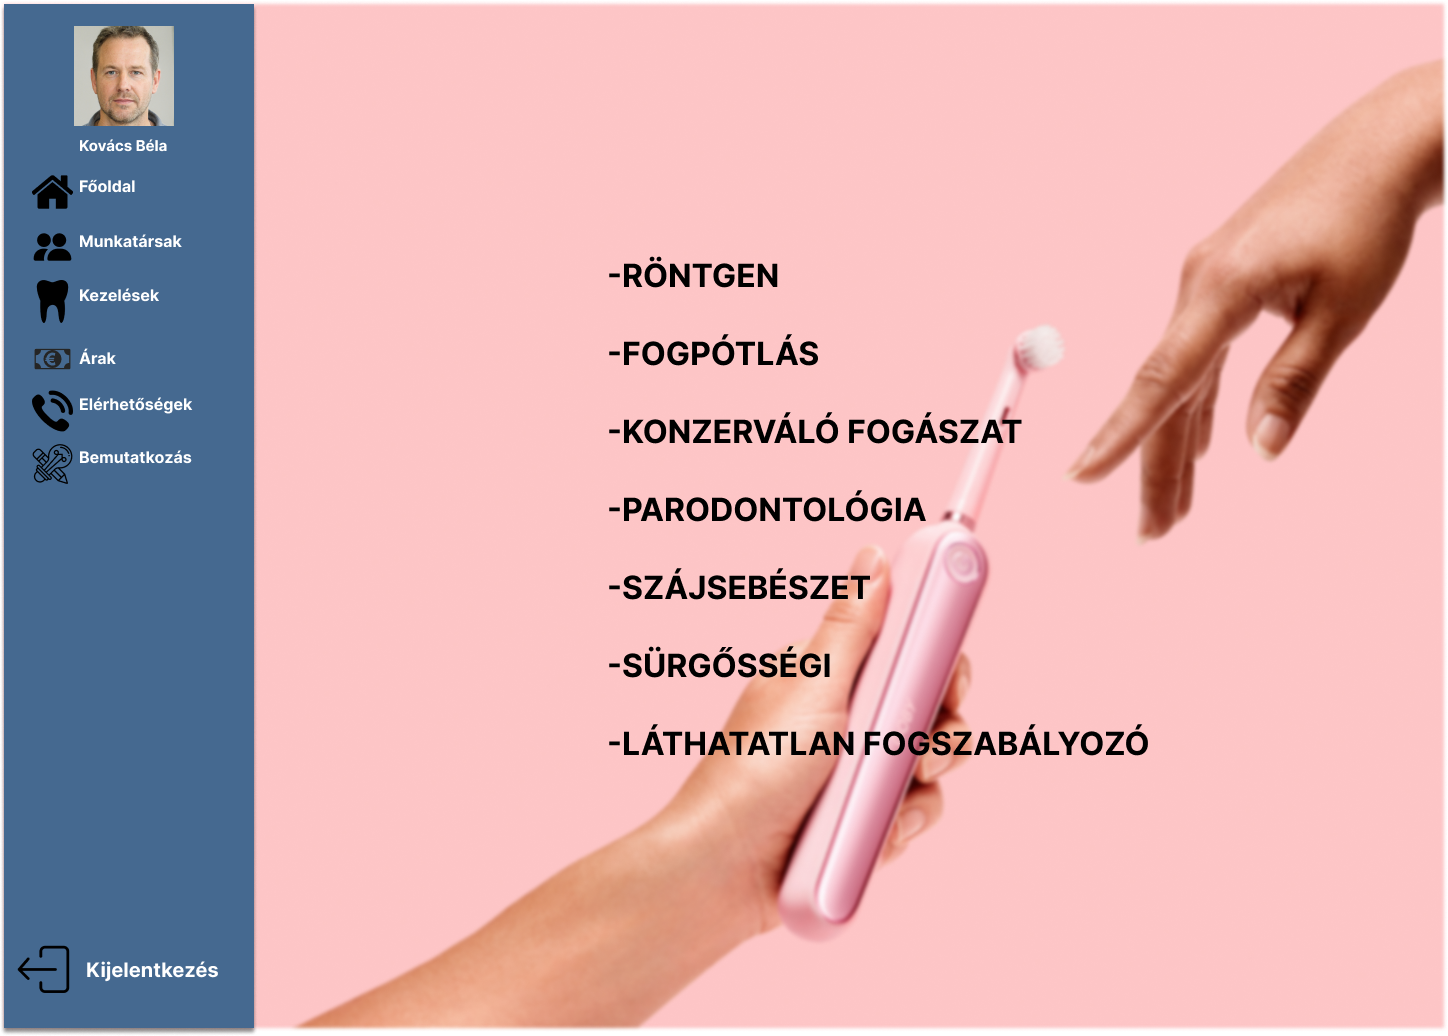 Kovács Béla
Főoldal
Munkatársak
Kezelések
Árak
Elérhetőségek
Bemutatkozás
Kijelentkezés
-RÖNTGEN
-FOGPÓTLÁS
-KONZERVÁLÓ FOGÁSZAT
-PARODONTOLÓGIA
-SZÁJSEBÉSZET
-SÜRGŐSSÉGI
-LÁTHATATLAN FOGSZABÁLYOZÓ